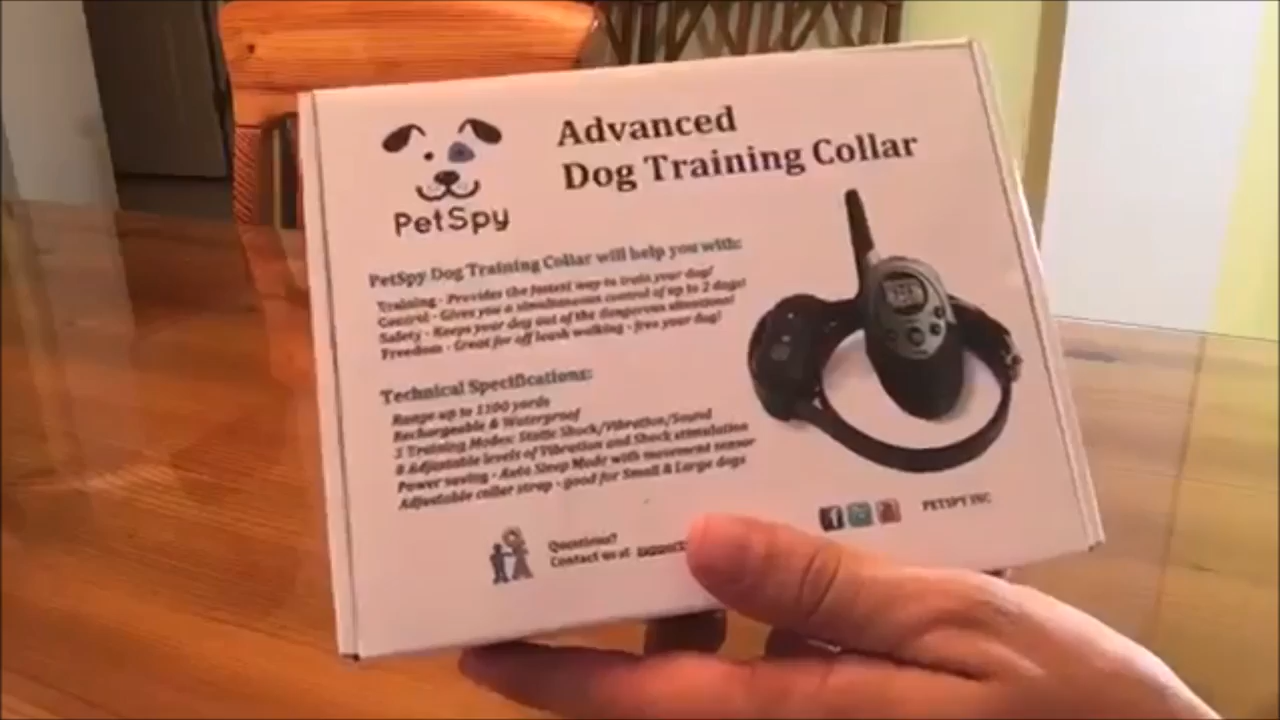 PetSpy
Advanced
Dog Training Collar
PetSpy Dog Training Collar will help you with:
Training - Provides the fastest way to train your dog!
Control - Gives you a simultaneous control of up to 2 dogs!
Safety - Keeps your dog out of the dangerous situations!
Freedom - Great for off leash walking - free your dog!
Technical Specifications:
Range up to 1100 yards
Rechargeable & Waterproof
3 Training Modes: Static Shock/Vibration/Sound
8 Adjustable levels of Vibration and Shock stimulation
Power saving - Auto Sleep Mode with movement sensor
Adjustable collar strap - good for Small & Large dogs
Questions?
Contact us at
PETSPY INC